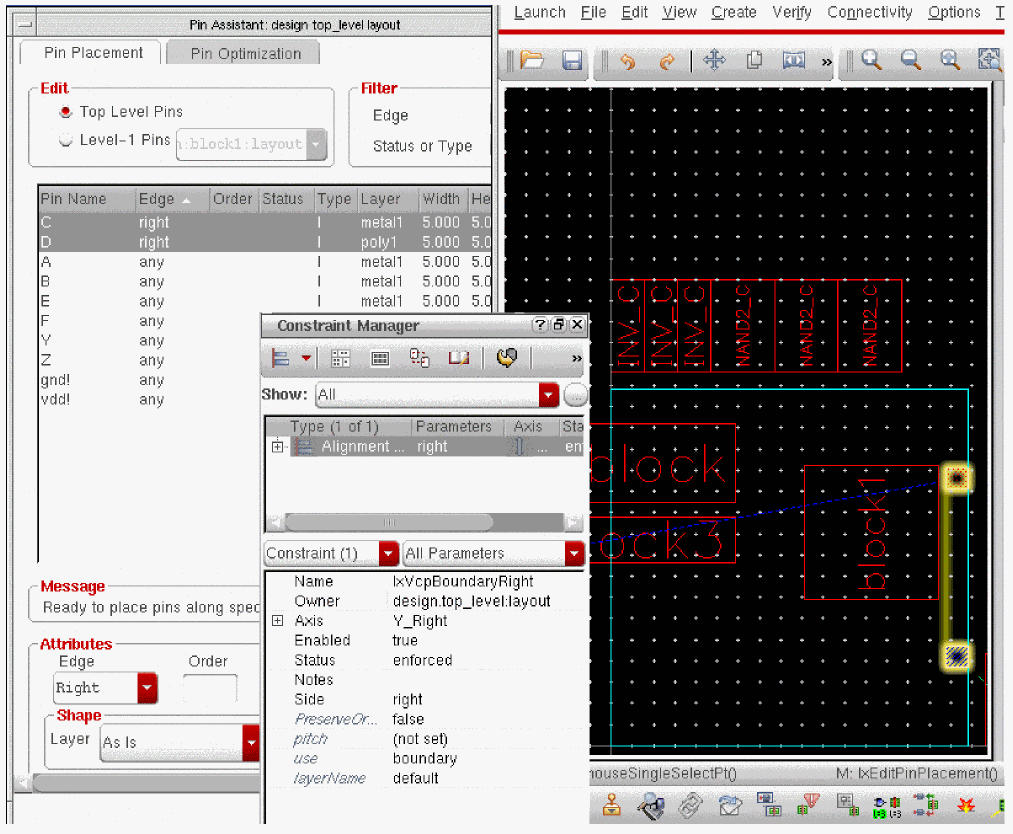 Pin Assistant: design top_level layout
Launch File Edit View Create Verify Connectivity Options T
Pin Placement Pin Optimization
Edit
Top Level Pins
Level-1 Pins :block1:layout
Filter
Edge
Status or Type
Pin Name Edge Order Status Type Layer Width He
C right I metal1 5.000 5.0
D right I poly1 5.000 5.0
A any I metal1 5.000 5.0
B any I metal1 5.000 5.0
E any I metal1 5.000 5.0
F any
Y any
Z any
gnd! any
vdd! any
Message
Ready to place pins along spec
Attributes
Edge Order
Right
Shape
Layer As Is
Constraint Manager
Show: All
Type (1 of 1) Parameters Axis Sta
Alignment ... right ... en
Constraint (1) All Parameters
Name lxVcpBoundaryRight
Owner design.top_level:layout
Axis Y_Right
Enabled true
Status enforced
Notes
Side right
PreserveOr... false
pitch (not set)
use boundary
layerName default
INV_C
INV_C
INV_C
NAND2_C
NAND2_C
NAND2_C
block
ock3
block1
mouseSingleSelectPt() M: lxEditPinPlacement()